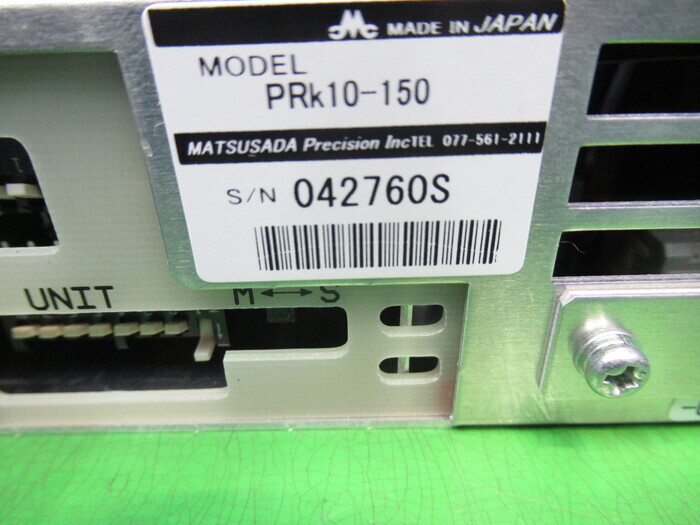 MADE IN JAPAN
MODEL
PRk10-150
MATSUSADA Precision Inc TEL 077-561-2111
S/N 042760S
UNIT
M↔S